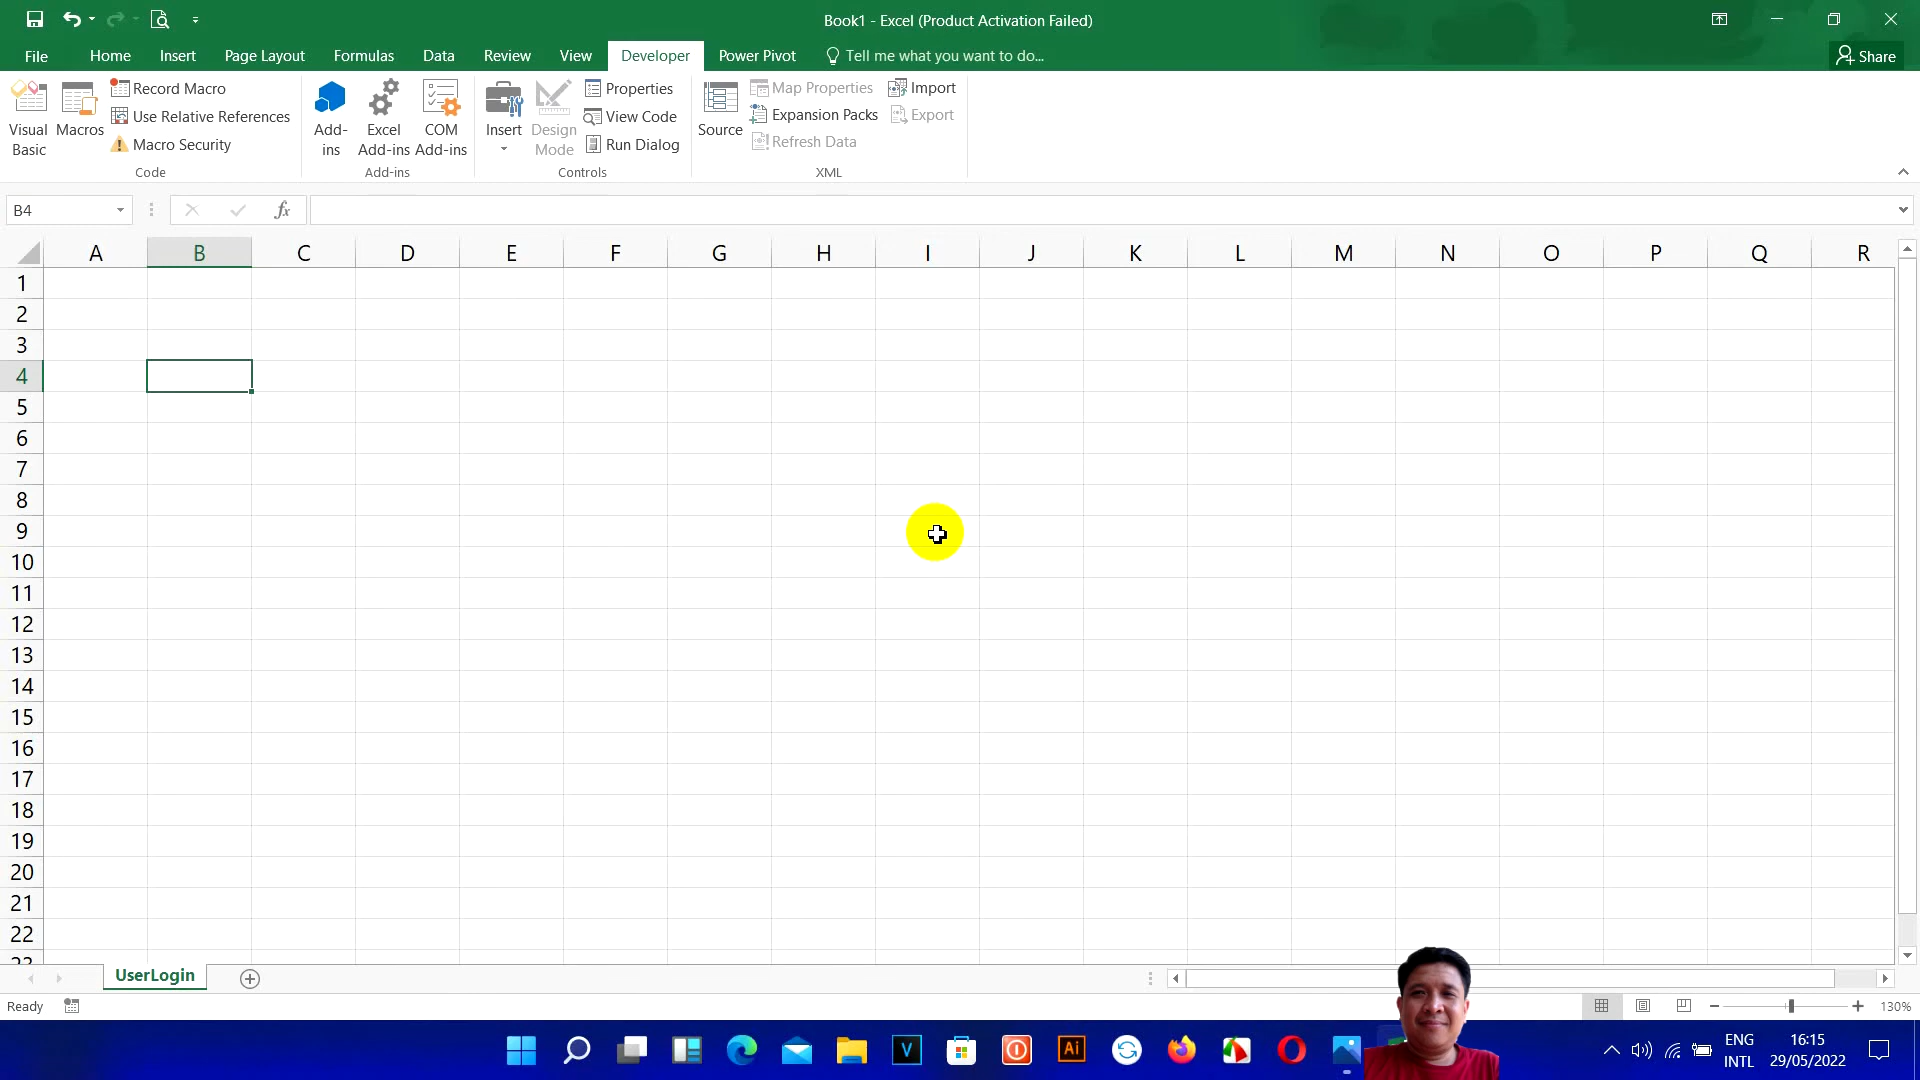 Book1 - Excel (Product Activation Failed)
File Home Insert Page Layout Formulas Data Review View Developer Power Pivot Tell me what you want to do... Share
Visual Basic
Macros
Record Macro
Use Relative References
Macro Security
Code
Add-ins
Excel Add-ins
COM Add-ins
Add-ins
Insert
Design Mode
Properties
View Code
Run Dialog
Controls
Source
Map Properties
Expansion Packs
Refresh Data
Import
Export
XML
B4
fx
A B C D E F G H I J K L M N O P Q R
1
2
3
4
5
6
7
8
9
10
11
12
13
14
15
16
17
18
19
20
21
22
UserLogin
Ready
130%
V
Ai
ENG
INTL
16:15
29/05/2022